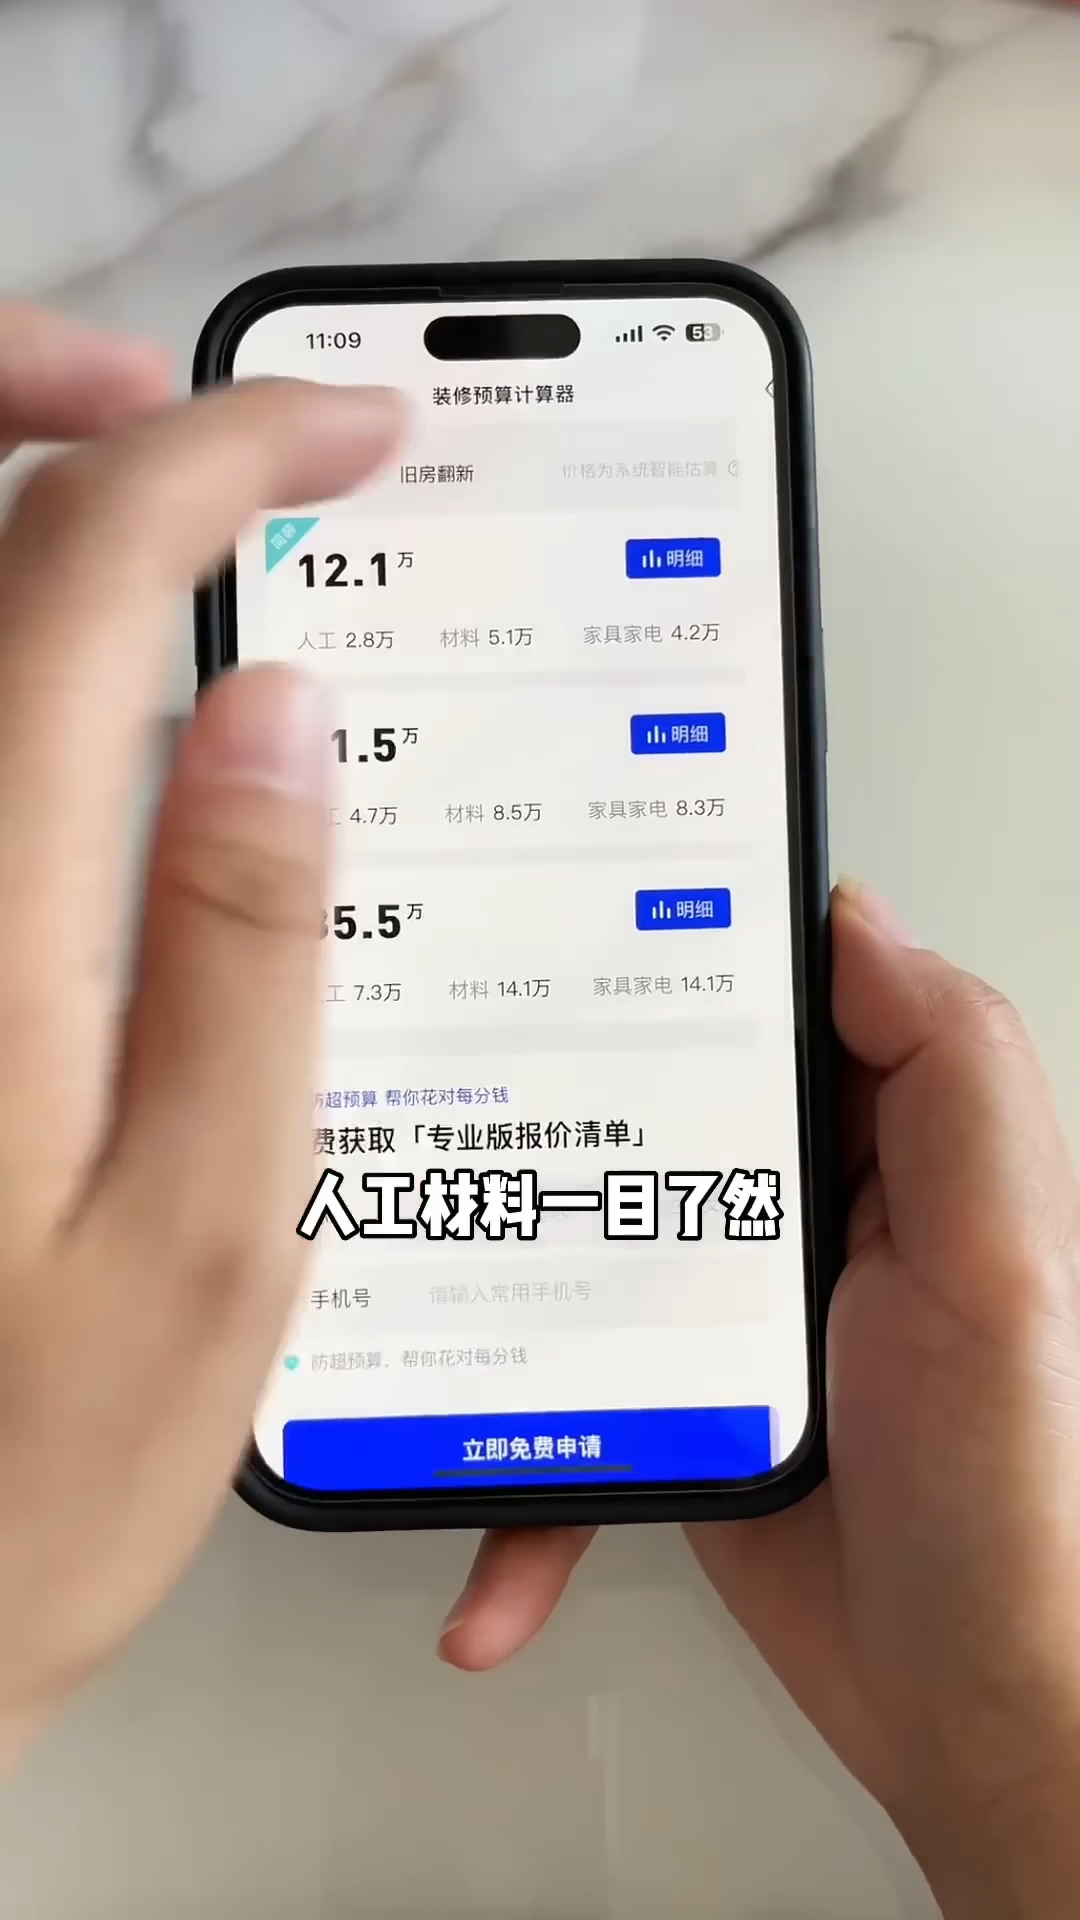 11:09
53
装修预算计算器
旧房翻新
价格为系统智能估算
简装
12.1万
明细
人工 2.8万
材料 5.1万
家具家电 4.2万
1.5万
明细
工 4.7万
材料 8.5万
家具家电 8.3万
35.5万
明细
工 7.3万
材料 14.1万
家具家电 14.1万
防超预算 帮你花对每分钱
费获取「专业版报价清单」
人工材料一目了然
手机号
请输入常用手机号
防超预算，帮你花对每分钱
立即免费申请